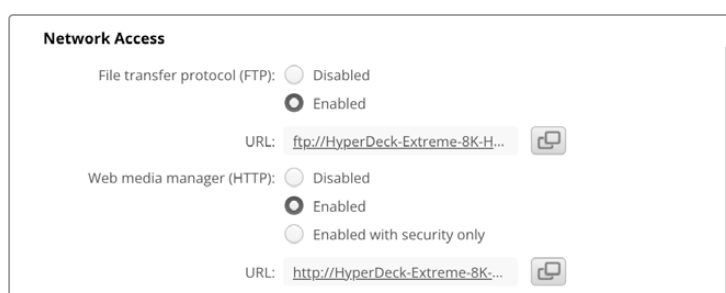 Network Access
File transfer protocol (FTP): Disabled
Enabled
URL: ftp://HyperDeck-Extreme-8K-H...
Web media manager (HTTP): Disabled
Enabled
Enabled with security only
URL: http://HyperDeck-Extreme-8K-...